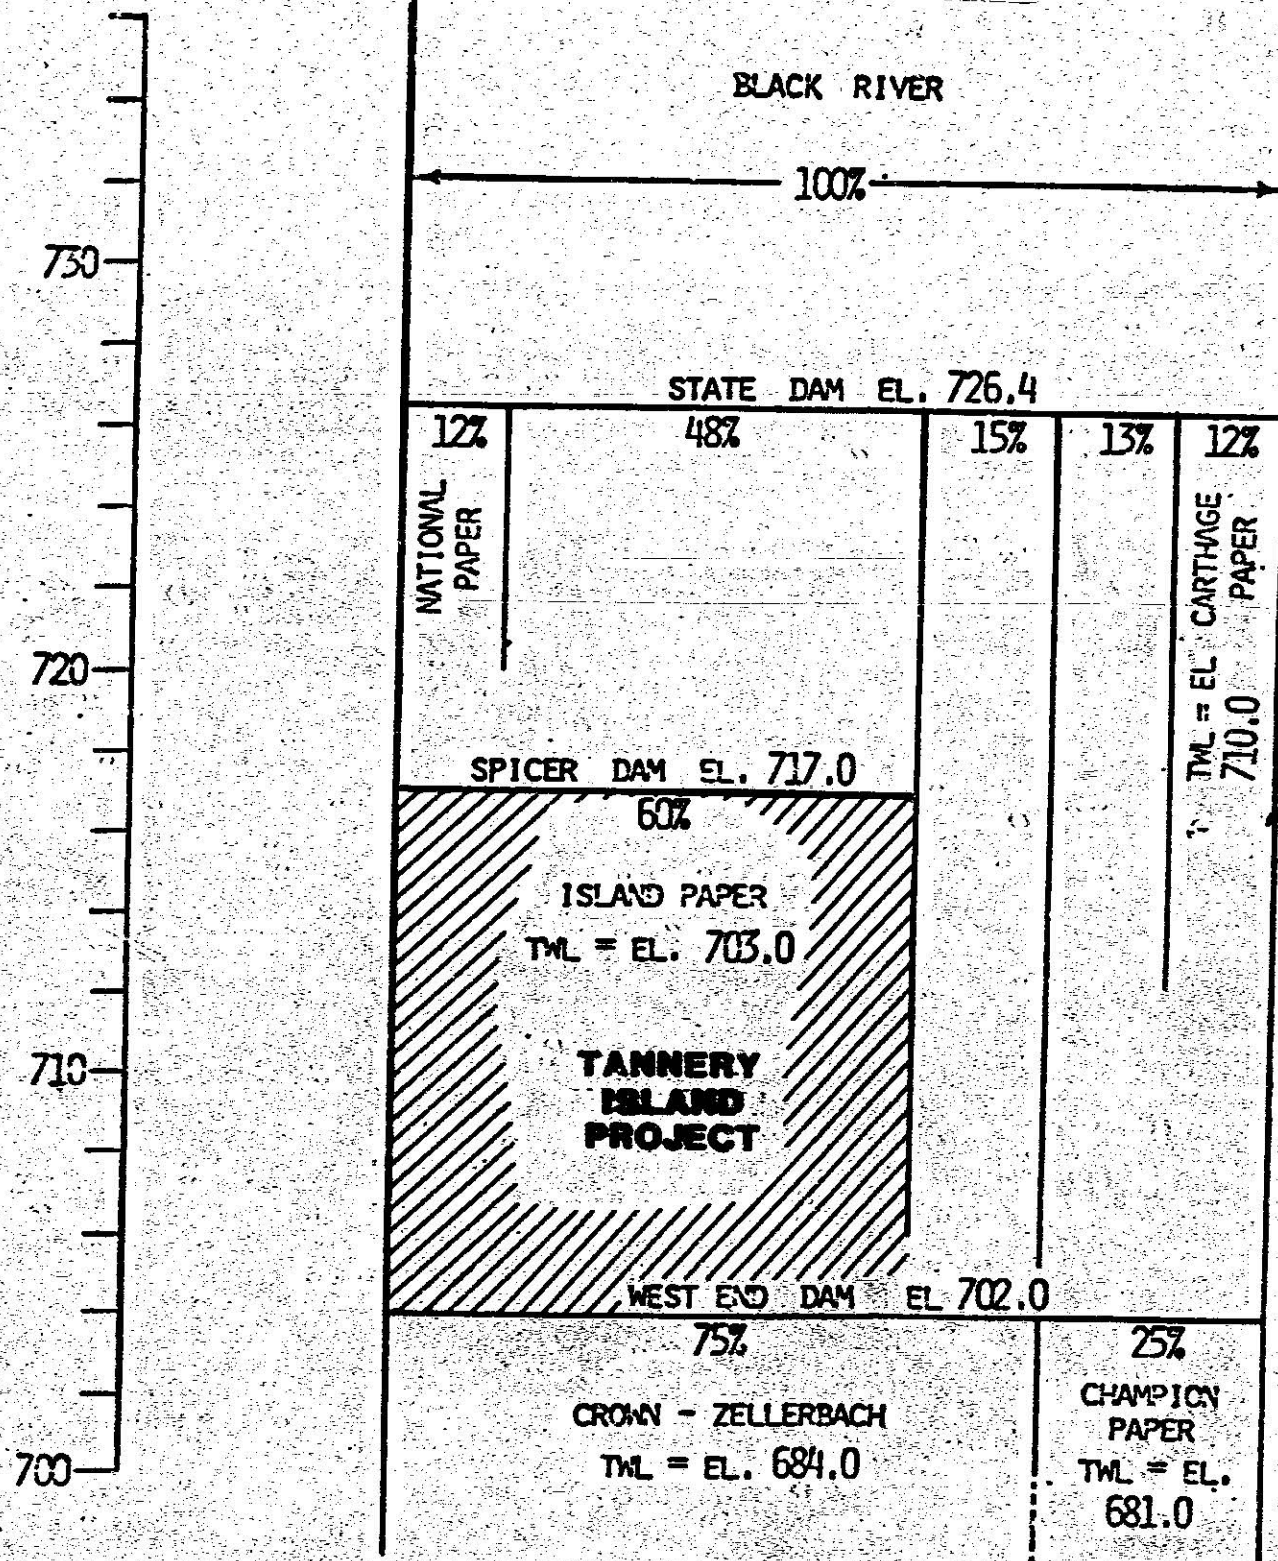 BLACK RIVER
100%
730
STATE DAM EL. 726.4
12%
48%
15%
13%
12%
NATIONAL
PAPER
CARTHAGE
PAPER
TWL = EL
710.0
720
SPICER DAM EL. 717.0
60%
ISLAND PAPER
TWL = EL. 703.0
710
TANNERY
ISLAND
PROJECT
WEST END DAM EL 702.0
75%
25%
CROWN - ZELLERBACH
TWL = EL. 684.0
CHAMPION
PAPER
TWL = EL.
681.0
700